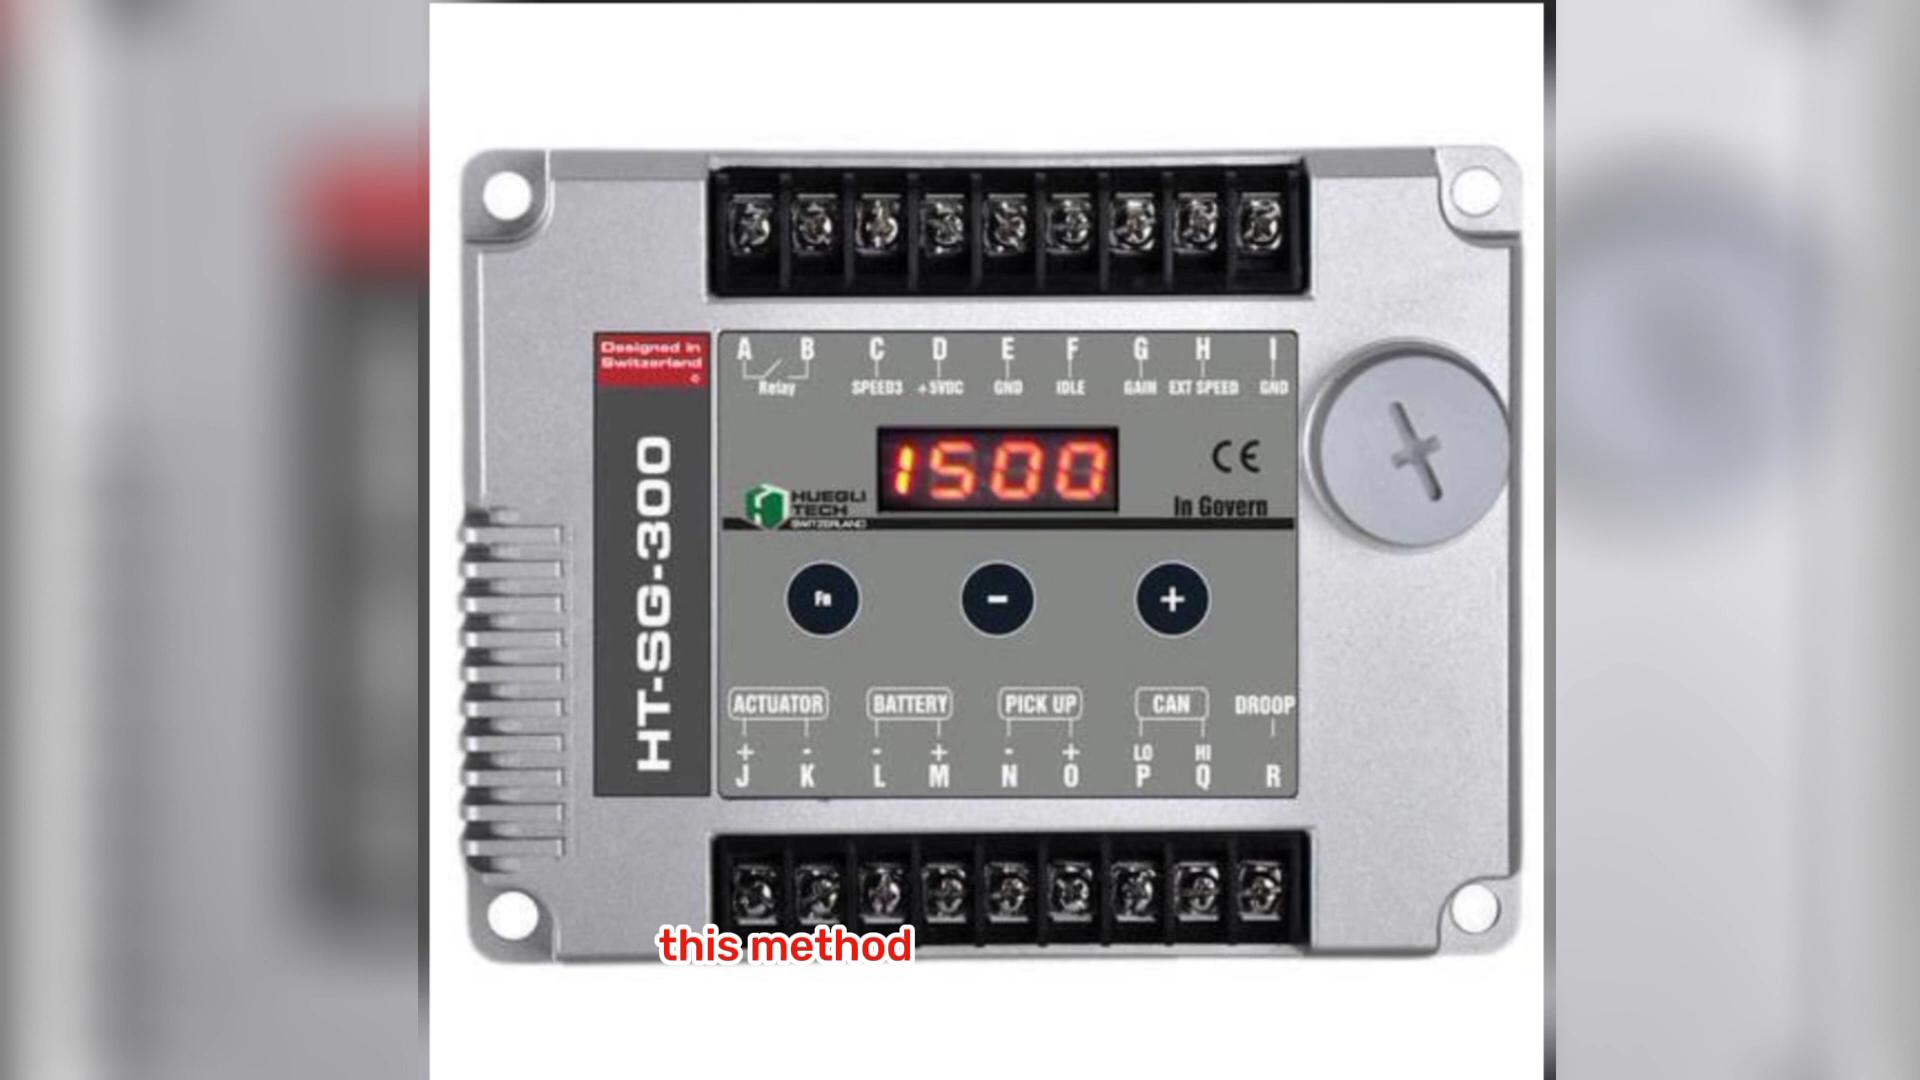 A B C D E F G H I
Relay SPEED3 +5VDC GND IDLE GAIN EXT SPEED GND
Designed in
Switzerland
HT-SG-300
1500
CE
In Govern
HUEGLI
TECH
SWITZERLAND
Fn - +
ACTUATOR BATTERY PICK UP CAN DROOP
+ - - + - + LO HI
J K L M N O P Q R
this method